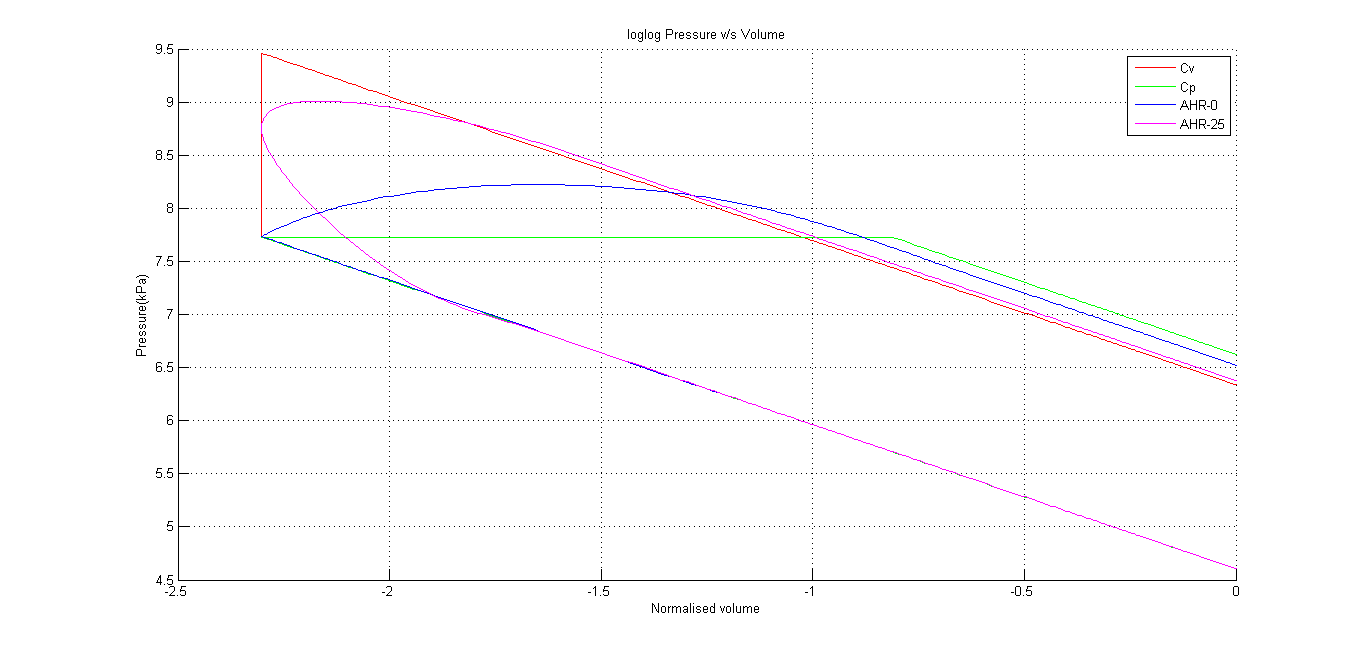 loglog Pressure v/s Volume
Cv
Cp
AHR-0
AHR-25
9.5
9
8.5
8
7.5
7
6.5
6
5.5
5
4.5
Pressure(kPa)
-2.5
-2
-1.5
-1
-0.5
0
Normalised volume